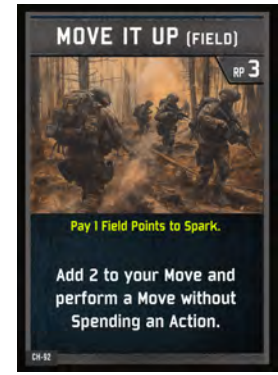 MOVE IT UP (FIELD)
RP 3
Pay 1 Field Points to Spark.
Add 2 to your Move and
perform a Move without
Spending an Action.
CH-92